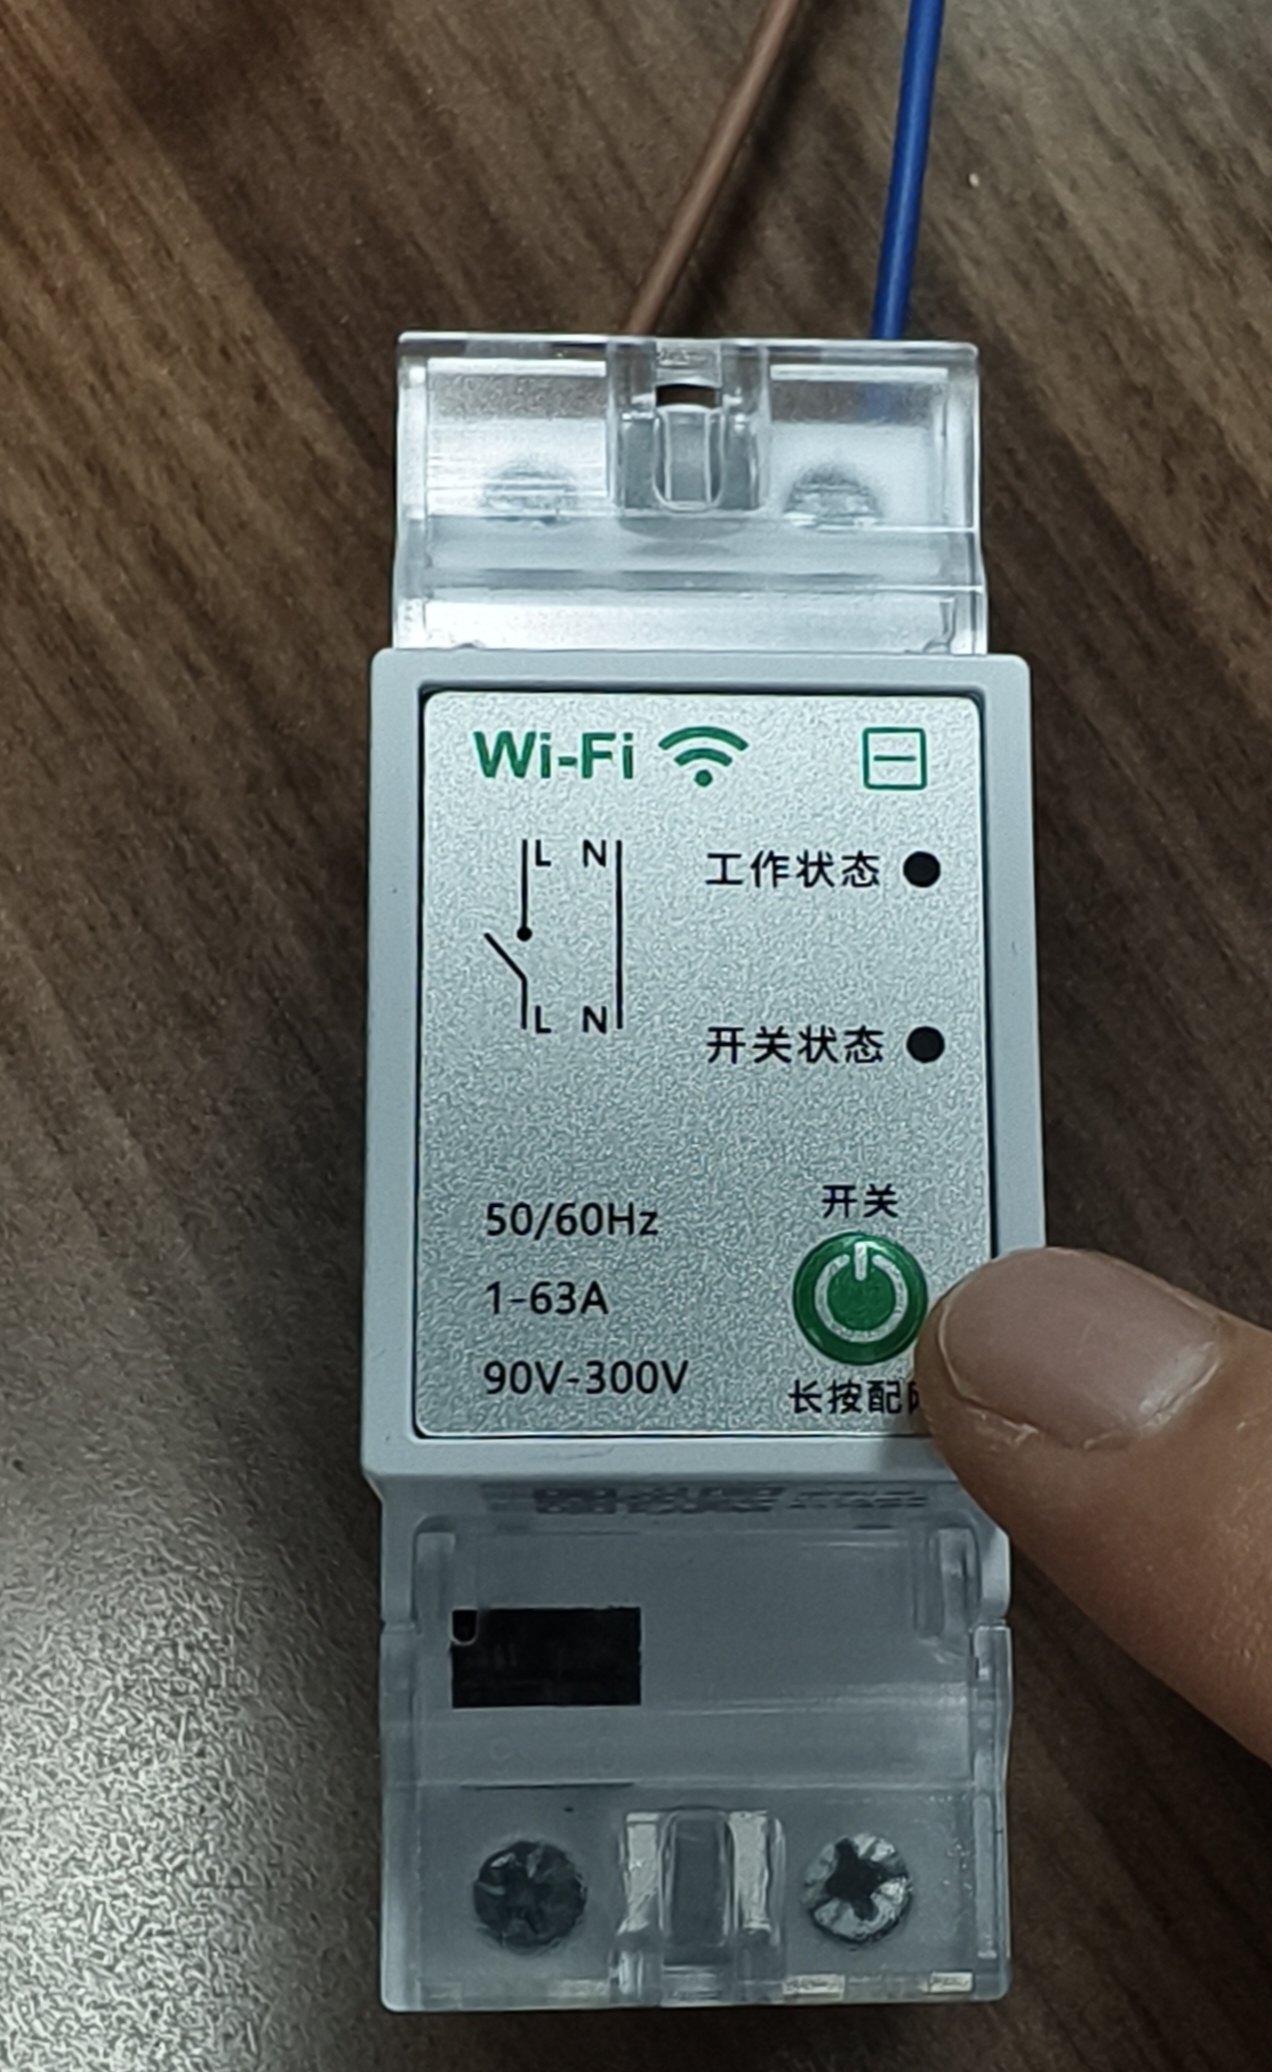 Wi-Fi
L N
工作状态
L N
开关状态
开关
50/60Hz
1-63A
90V-300V
长按配